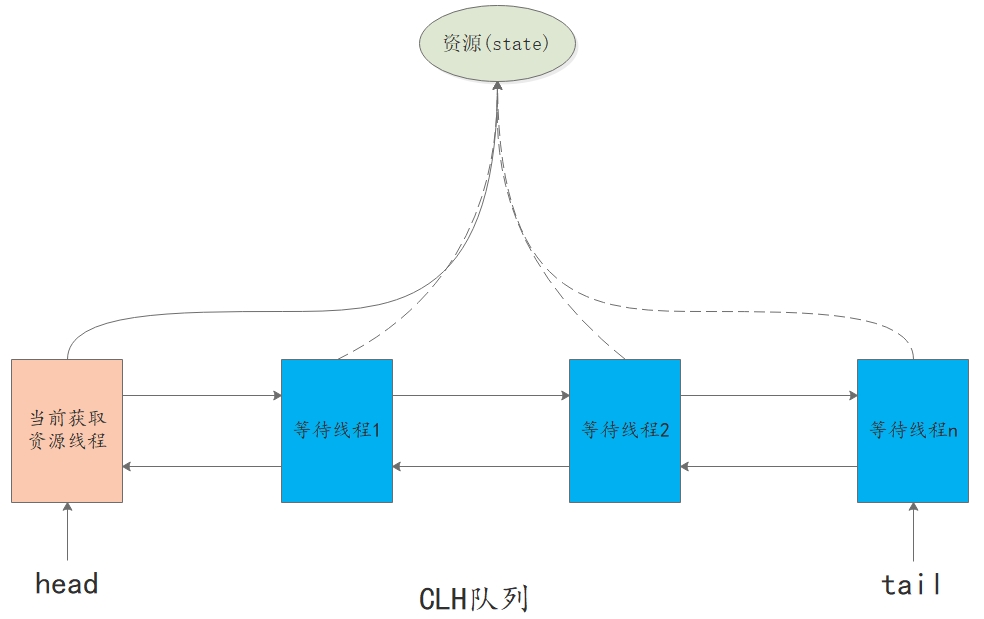 资源(state)
当前获取
资源线程
等待线程1
等待线程2
等待线程n
head
tail
CLH队列